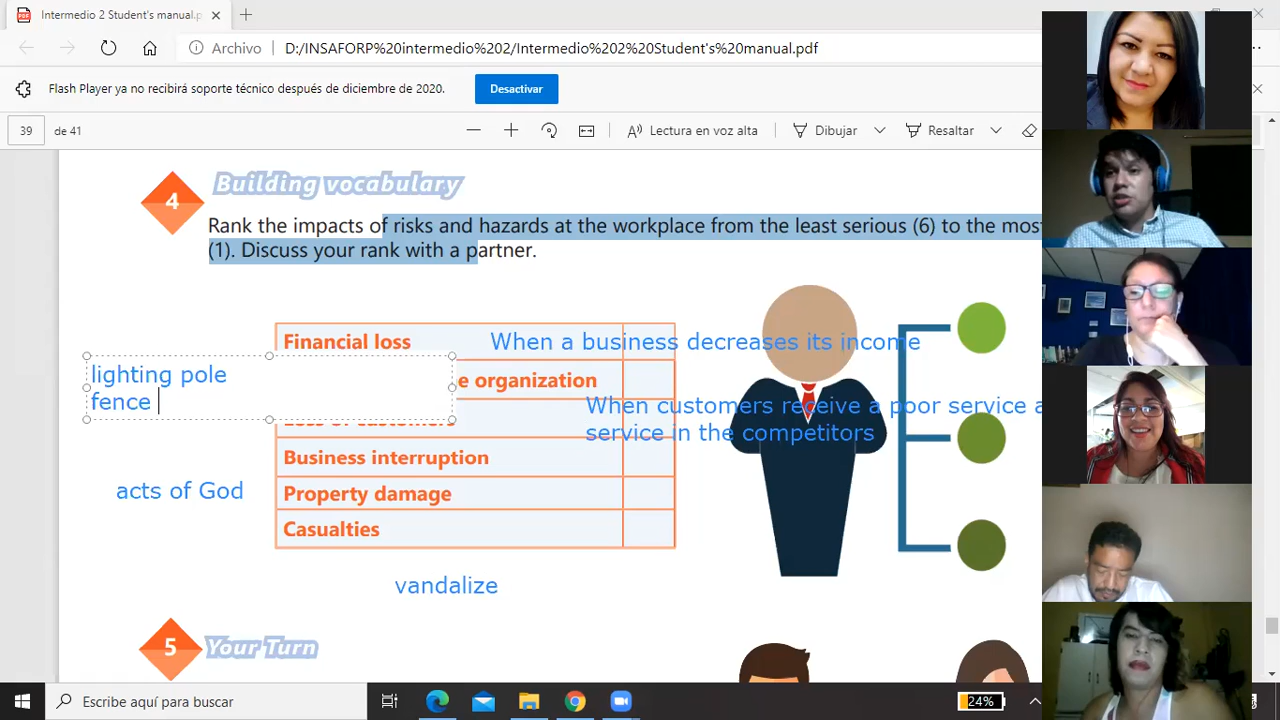 Intermedio 2 Student's manual.p
Archivo D:/INSAFORP%20intermedio%202/Intermedio%202%20Student's%20manual.pdf
Flash Player ya no recibirá soporte técnico después de diciembre de 2020. Desactivar
39 de 41 Lectura en voz alta Dibujar Resaltar
4 Building vocabulary
Rank the impacts of risks and hazards at the workplace from the least serious (6) to the most
(1). Discuss your rank with a partner.
Financial loss When a business decreases its income
lighting pole
e organization
fence
When customers receive a poor service a
service in the competitors
Business interruption
acts of God
Property damage
Casualties
vandalize
5 Your Turn
Escribe aquí para buscar 24%